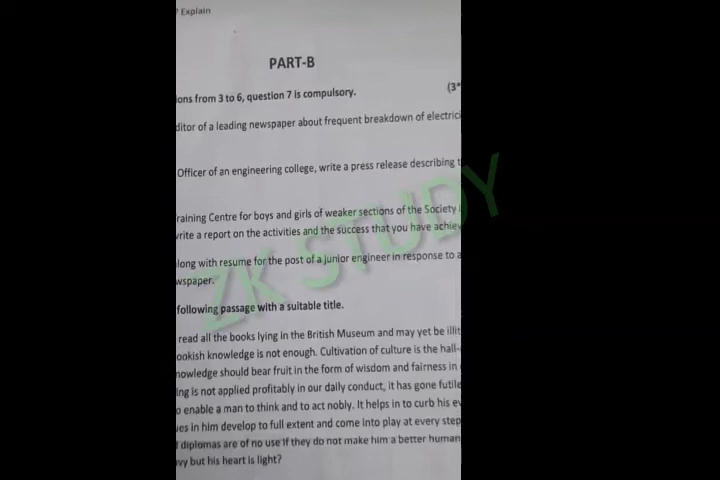 ? Explain
PART-B
ions from 3 to 6, question 7 is compulsory. (3*
ditor of a leading newspaper about frequent breakdown of electrici
Officer of an engineering college, write a press release describing t
raining Centre for boys and girls of weaker sections of the Society
write a report on the activities and the success that you have achiev
long with resume for the post of a junior engineer in response to a
wspaper.
following passage with a suitable title.
read all the books lying in the British Museum and may yet be illit
ookish knowledge is not enough. Cultivation of culture is the hall-
nowledge should bear fruit in the form of wisdom and fairness in
ing is not applied profitably in our daily conduct, it has gone futile
o enable a man to think and to act nobly. It helps in to curb his ev
ues in him develop to full extent and come into play at every step
diplomas are of no use if they do not make him a better human
vy but his heart is light?
ZK STUDY